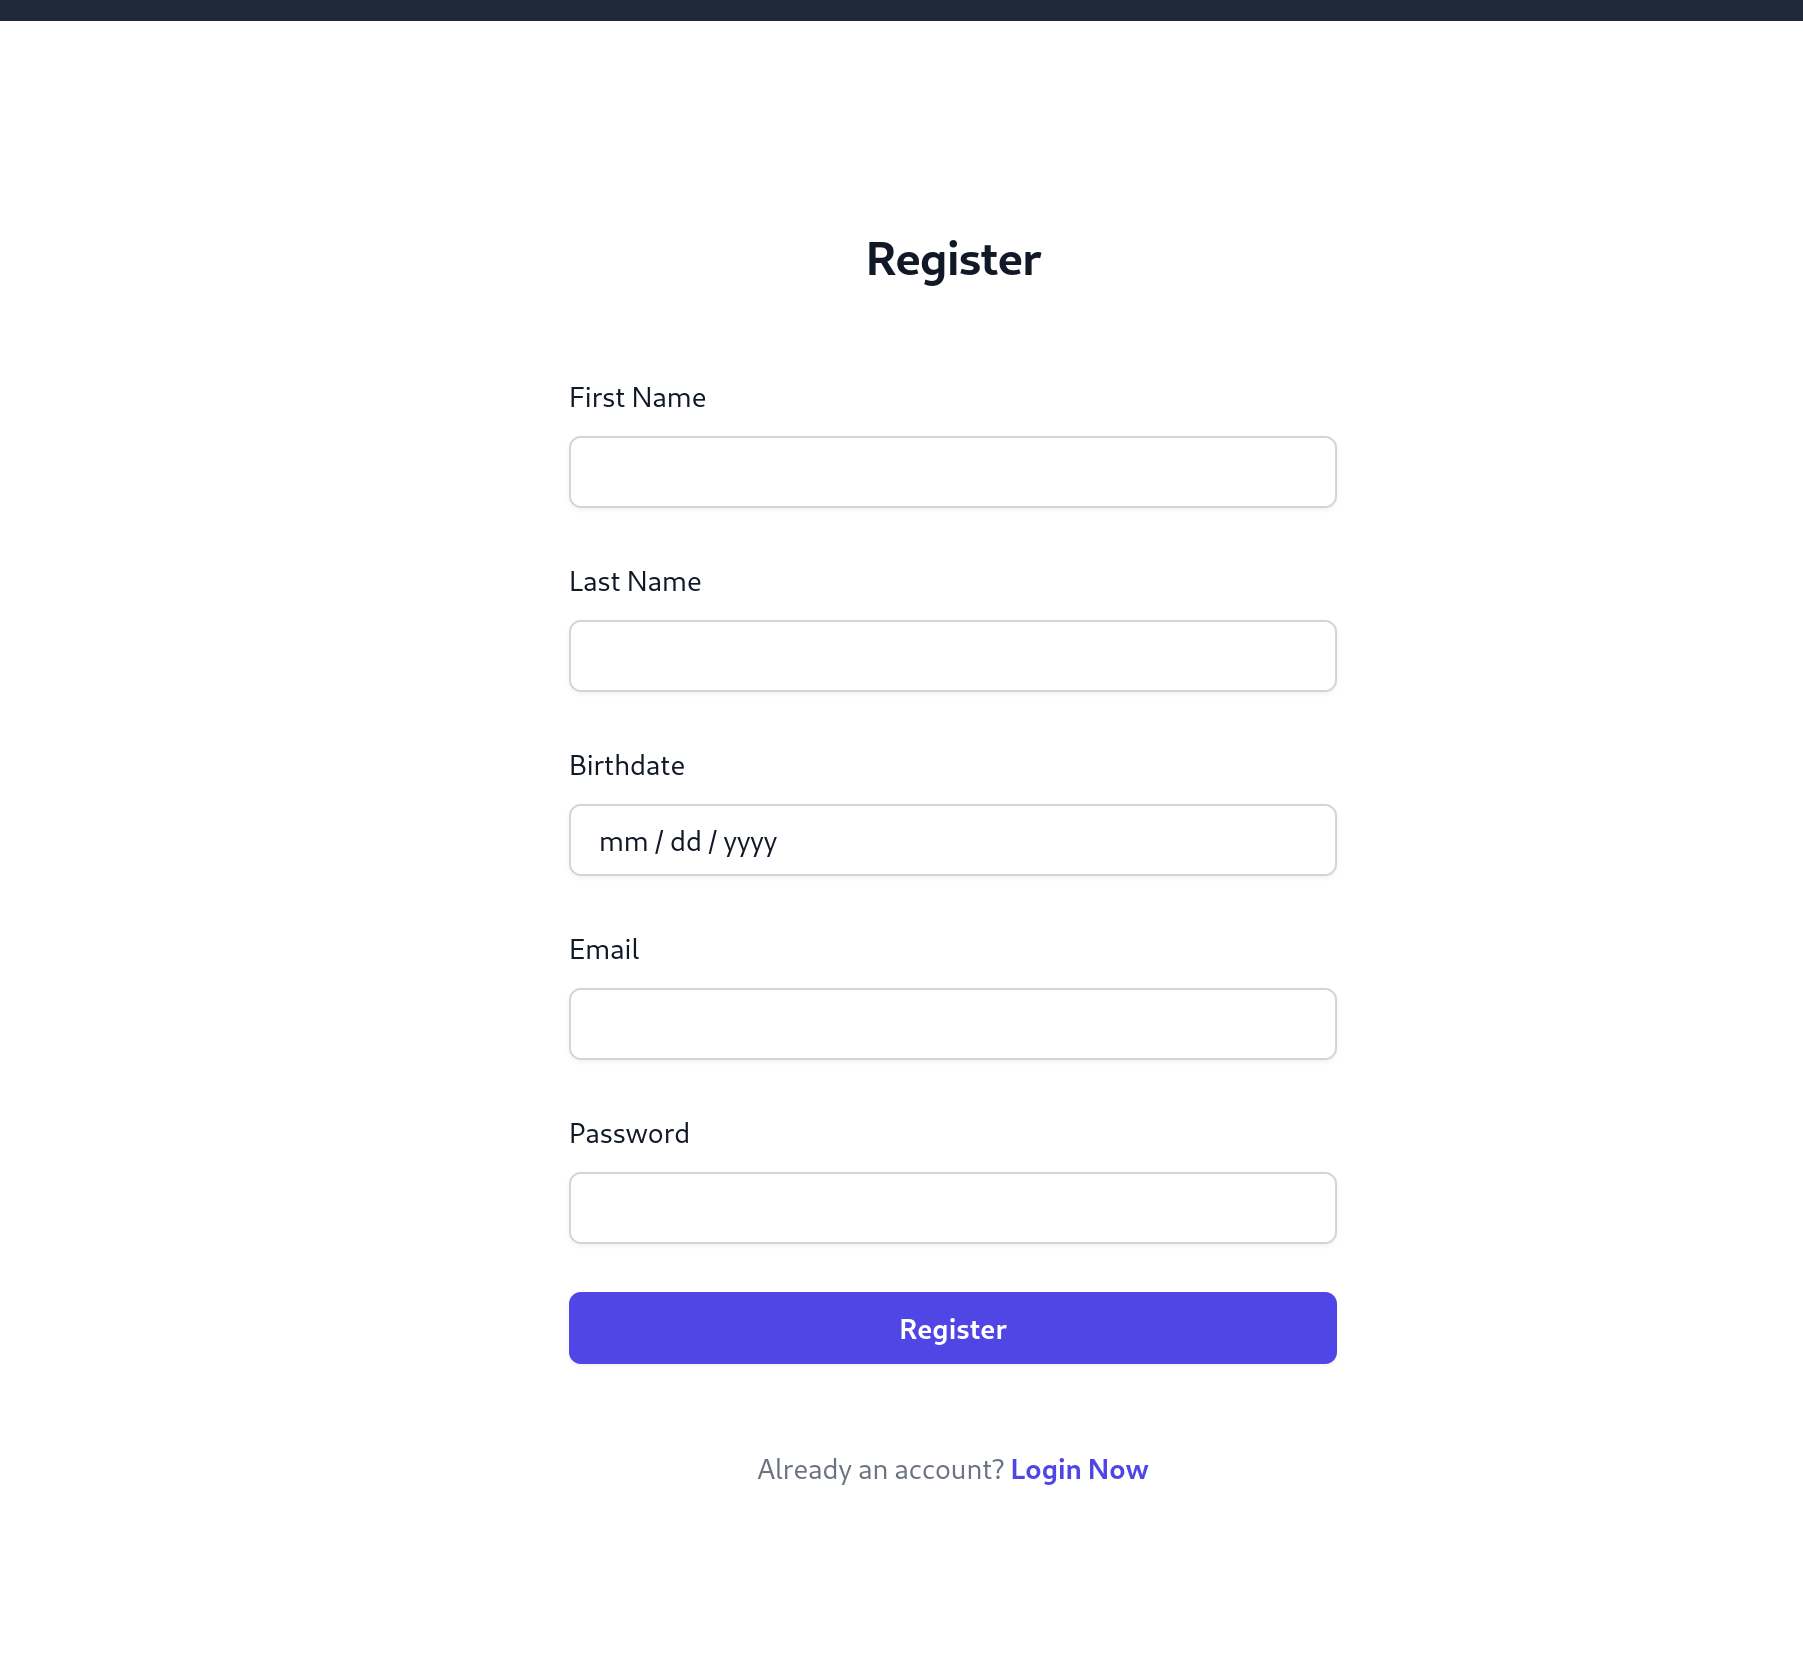 Register
First Name
Last Name
Birthdate
mm / dd / yyyy
Email
Password
Register
Already an account? Login Now